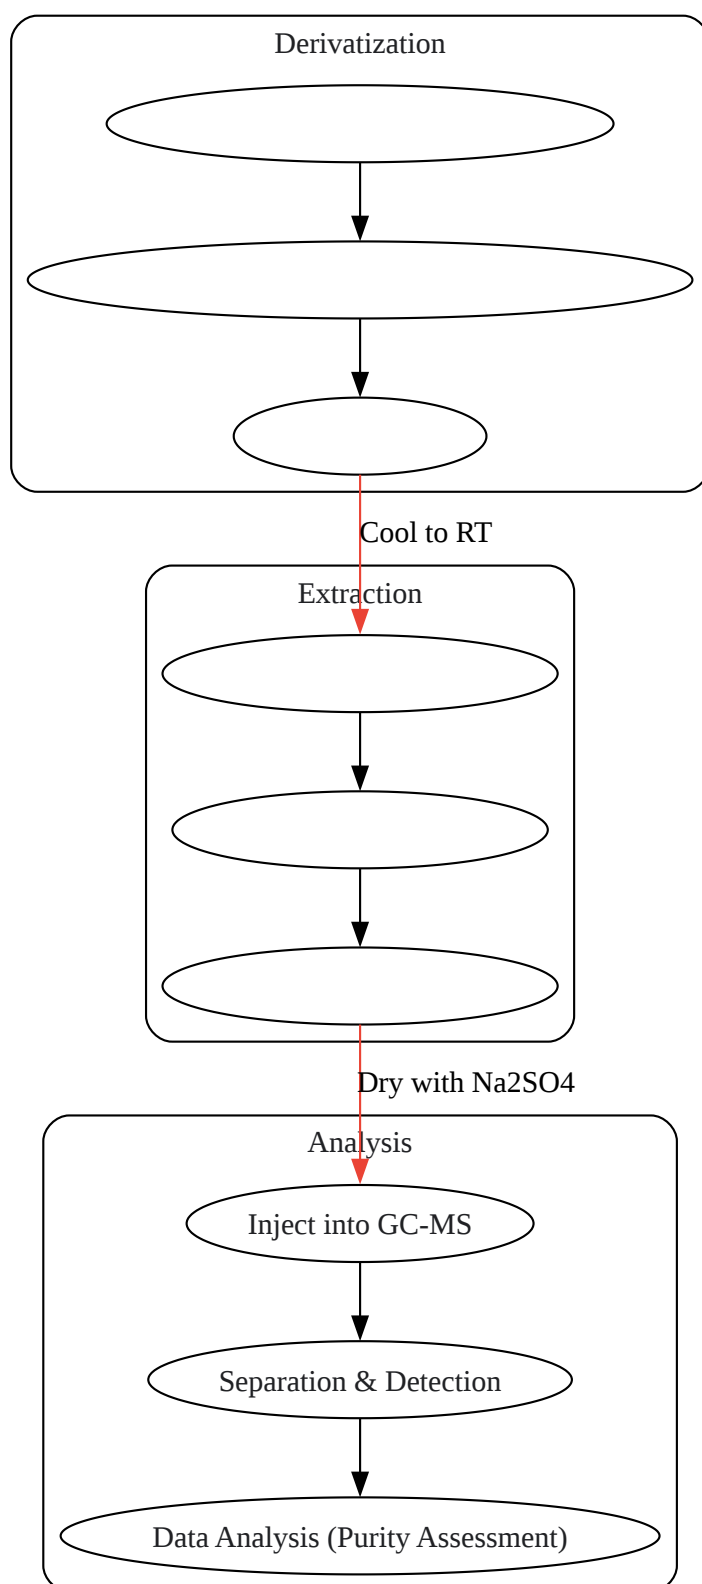 Derivatization
Cool to RT
Extraction
Dry with Na2SO4
Analysis
Inject into GC-MS
Separation & Detection
Data Analysis (Purity Assessment)